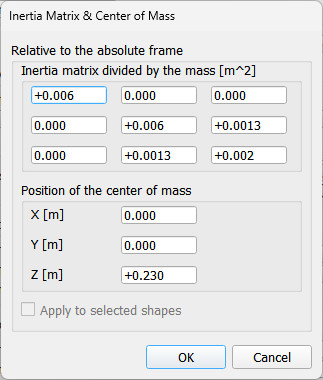 Inertia Matrix & Center of Mass
Relative to the absolute frame
Inertia matrix divided by the mass [m^2]
+0.006 0.000 0.000
0.000 +0.006 +0.0013
0.000 +0.0013 +0.002
Position of the center of mass
X [m] 0.000
Y [m] 0.000
Z [m] +0.230
Apply to selected shapes
OK Cancel